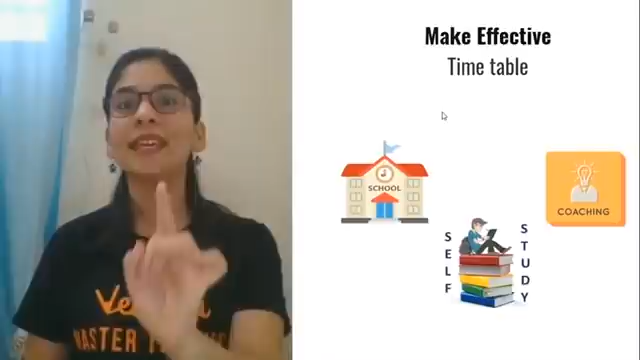 Make Effective
Time table
SCHOOL
COACHING
SELF
STUDY
MASTER